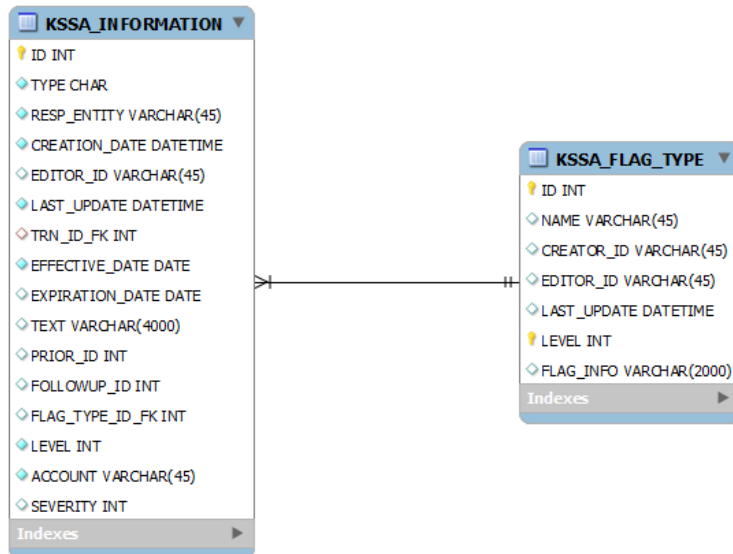 KSSA_INFORMATION
ID INT
TYPE CHAR
RESP_ENTITY VARCHAR(45)
CREATION_DATE DATETIME
EDITOR_ID VARCHAR(45)
LAST_UPDATE DATETIME
TRN_ID_FK INT
EFFECTIVE_DATE DATE
EXPIRATION_DATE DATE
TEXT VARCHAR(4000)
PRIOR_ID INT
FOLLOWUP_ID INT
FLAG_TYPE_ID_FK INT
LEVEL INT
ACCOUNT VARCHAR(45)
SEVERITY INT
Indexes
KSSA_FLAG_TYPE
ID INT
NAME VARCHAR(45)
CREATOR_ID VARCHAR(45)
EDITOR_ID VARCHAR(45)
LAST_UPDATE DATETIME
LEVEL INT
FLAG_INFO VARCHAR(2000)
Indexes